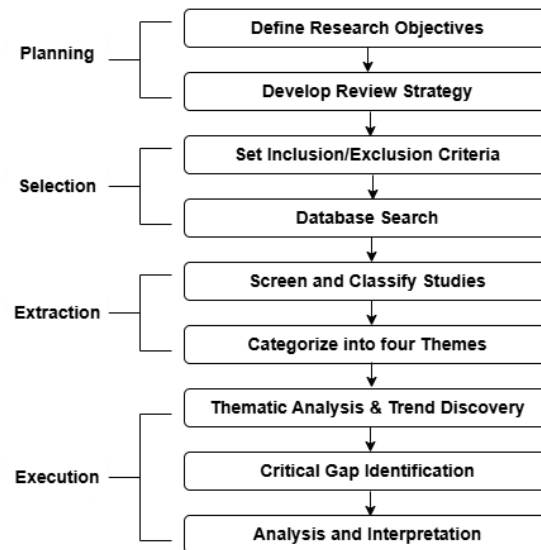 Planning
Define Research Objectives
Develop Review Strategy
Selection
Set Inclusion/Exclusion Criteria
Database Search
Extraction
Screen and Classify Studies
Categorize into four Themes
Execution
Thematic Analysis & Trend Discovery
Critical Gap Identification
Analysis and Interpretation